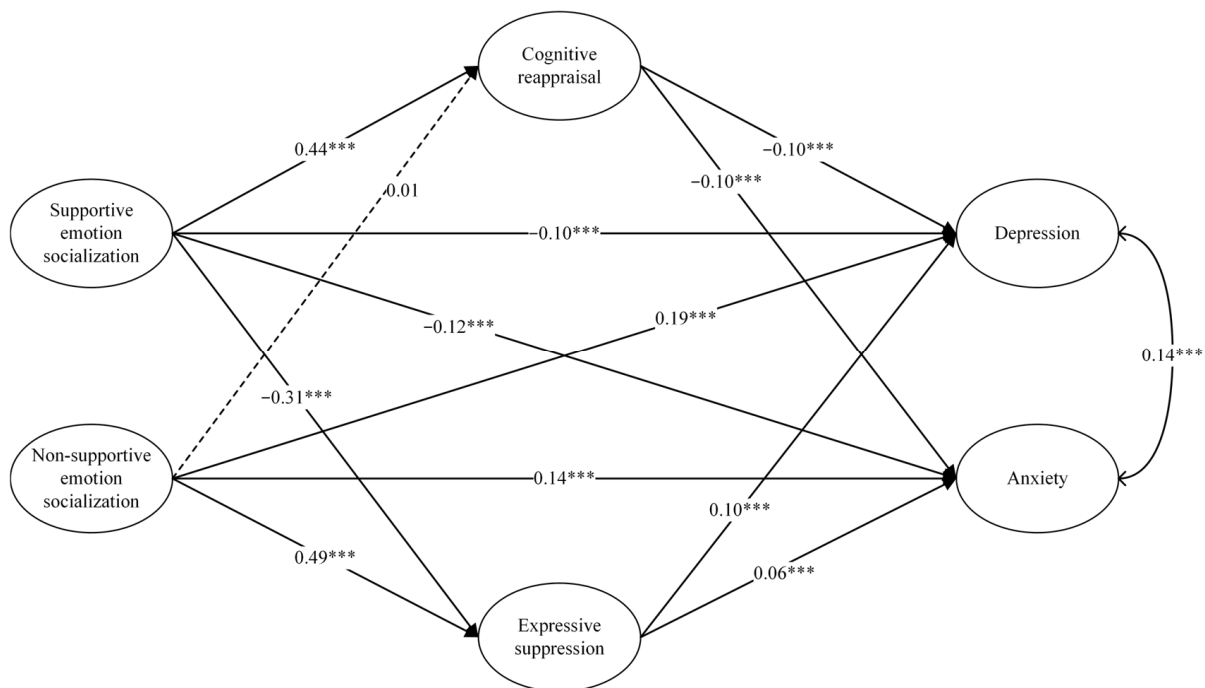 Cognitive
reappraisal
0.44***
−0.10***
−0.10***
0.01
Supportive
emotion
socialization
−0.10***
Depression
0.19***
−0.12***
0.14***
−0.31***
Non-supportive
emotion
socialization
0.14***
Anxiety
0.10***
0.49***
0.06***
Expressive
suppression